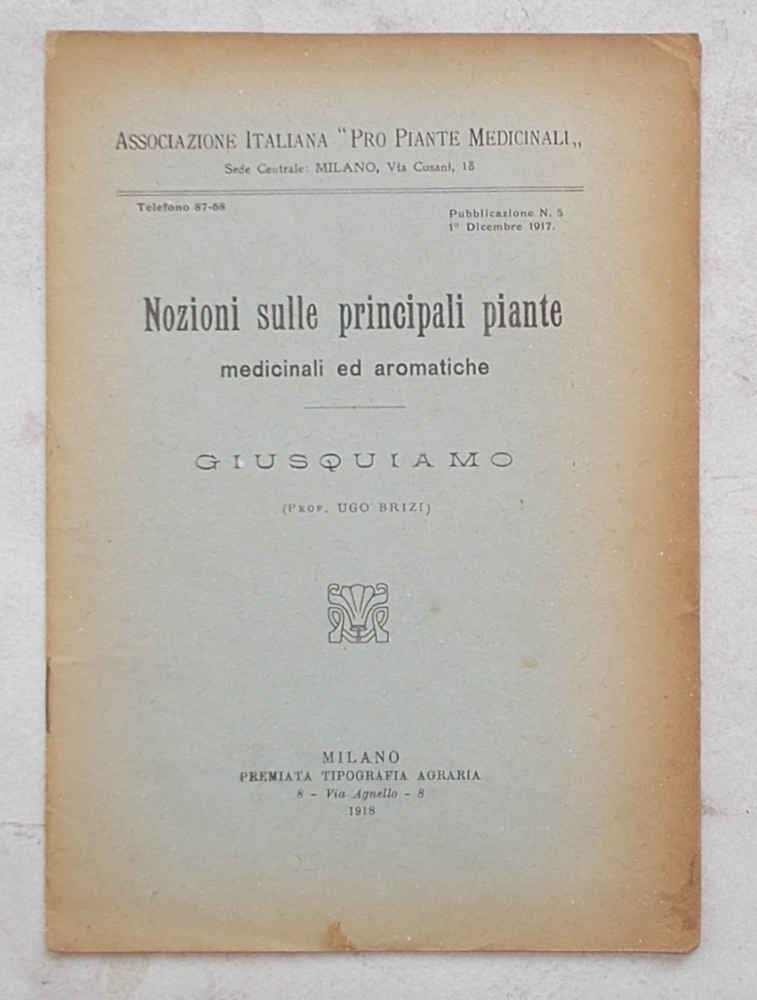 ASSOCIAZIONE ITALIANA “PRO PIANTE MEDICINALI„
Sede Centrale: MILANO, Via Cusani, 18
Telefono 87-68
Pubblicazione N. 5
1° Dicembre 1917.
Nozioni sulle principali piante
medicinali ed aromatiche
GIUSQUIAMO
(PROF. UGO BRIZI)
MILANO
PREMIATA TIPOGRAFIA AGRARIA
8 - Via Agnello - 8
1918